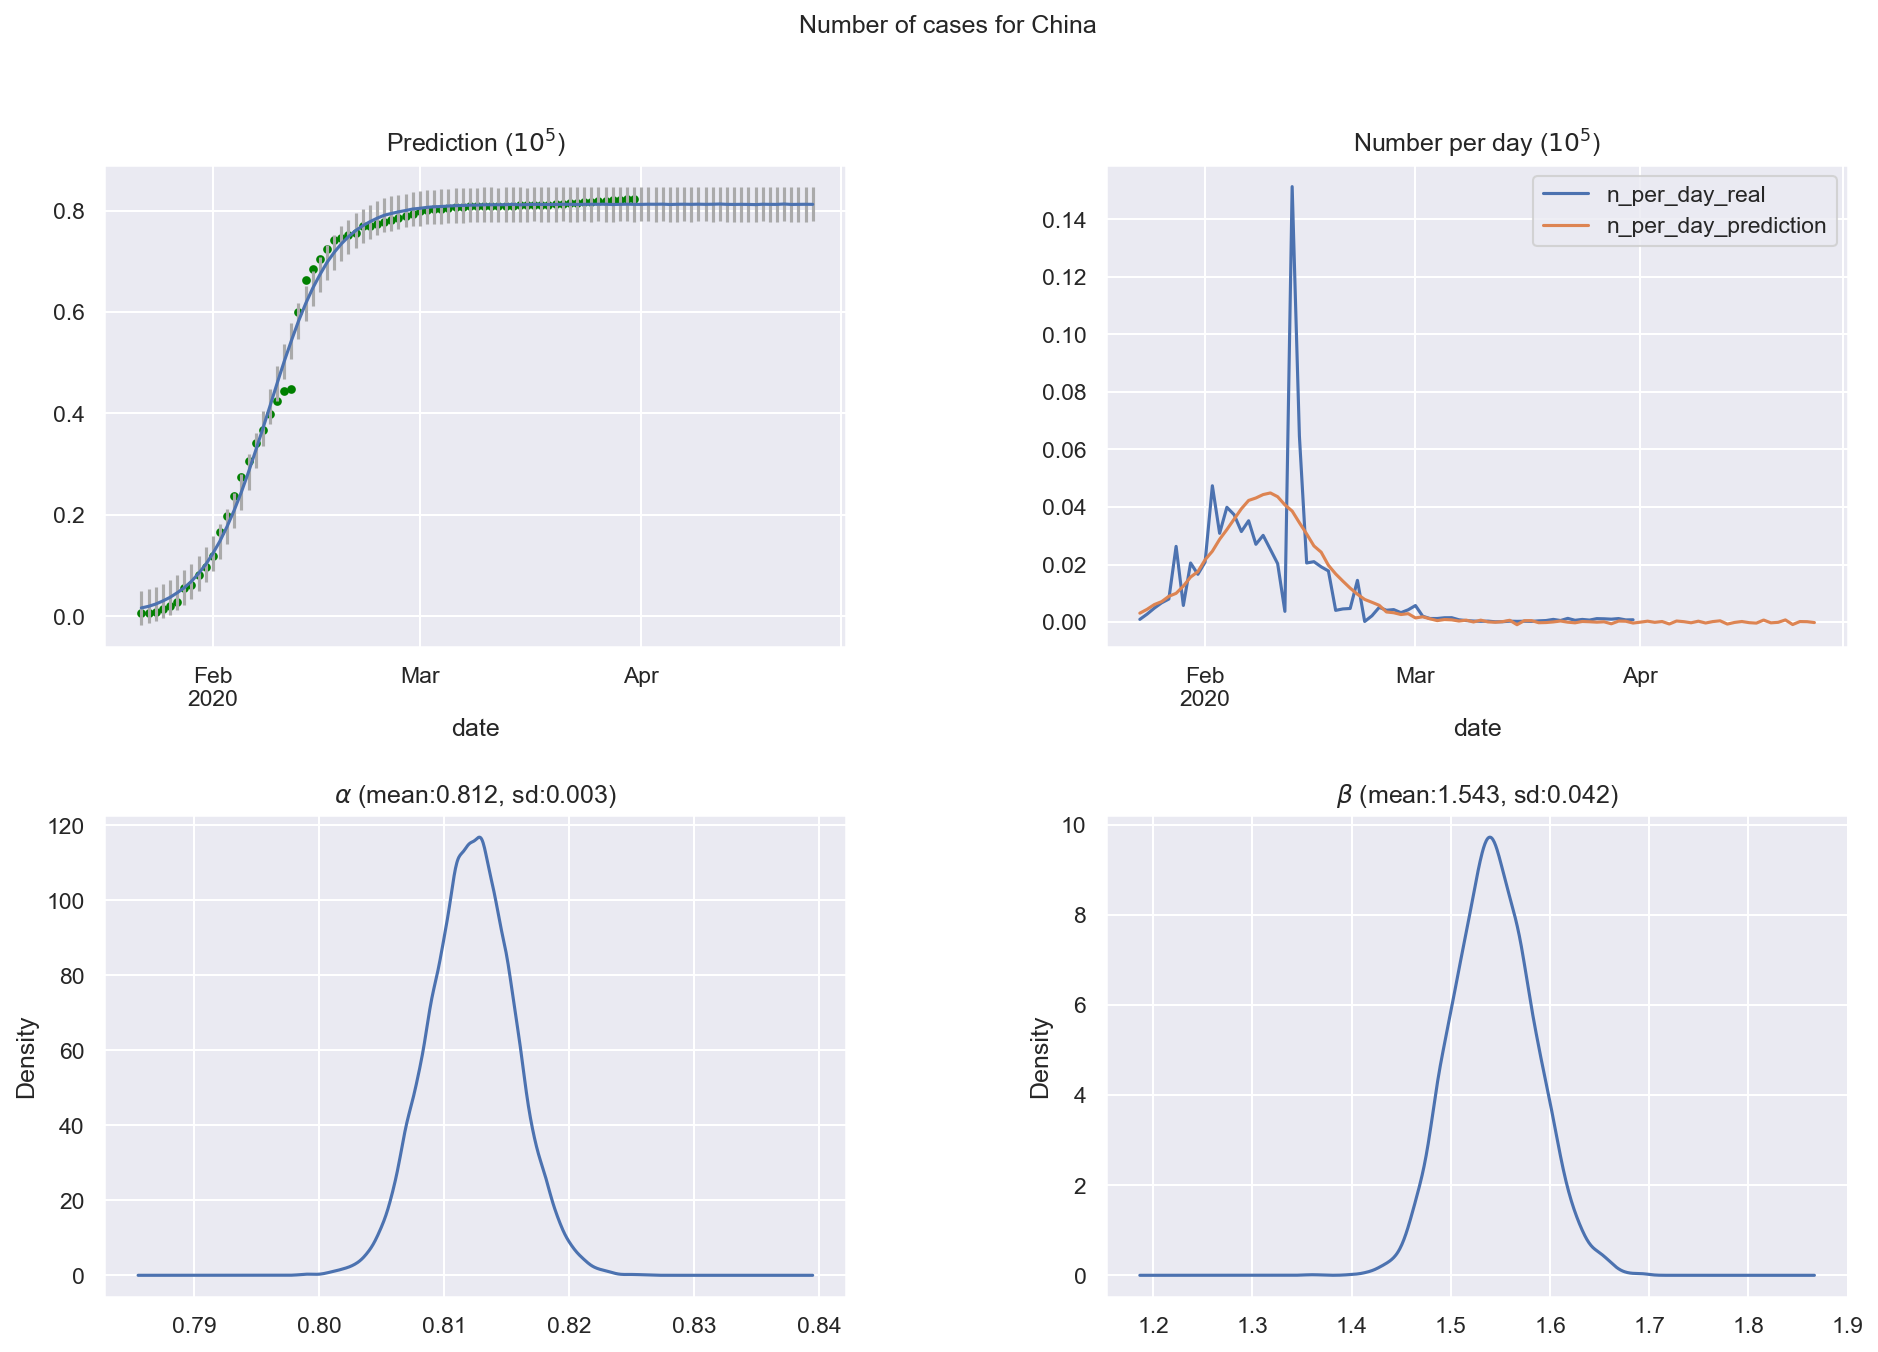 Number of cases for China
Prediction (10⁵)
0.8
0.6
0.4
0.2
0.0
Feb
2020
Mar
Apr
date
Number per day (10⁵)
n_per_day_real
n_per_day_prediction
0.14
0.12
0.10
0.08
0.06
0.04
0.02
0.00
Feb
2020
Mar
Apr
date
α (mean:0.812, sd:0.003)
Density
120
100
80
60
40
20
0
0.79 0.80 0.81 0.82 0.83 0.84
β (mean:1.543, sd:0.042)
Density
10
8
6
4
2
0
1.2 1.3 1.4 1.5 1.6 1.7 1.8 1.9